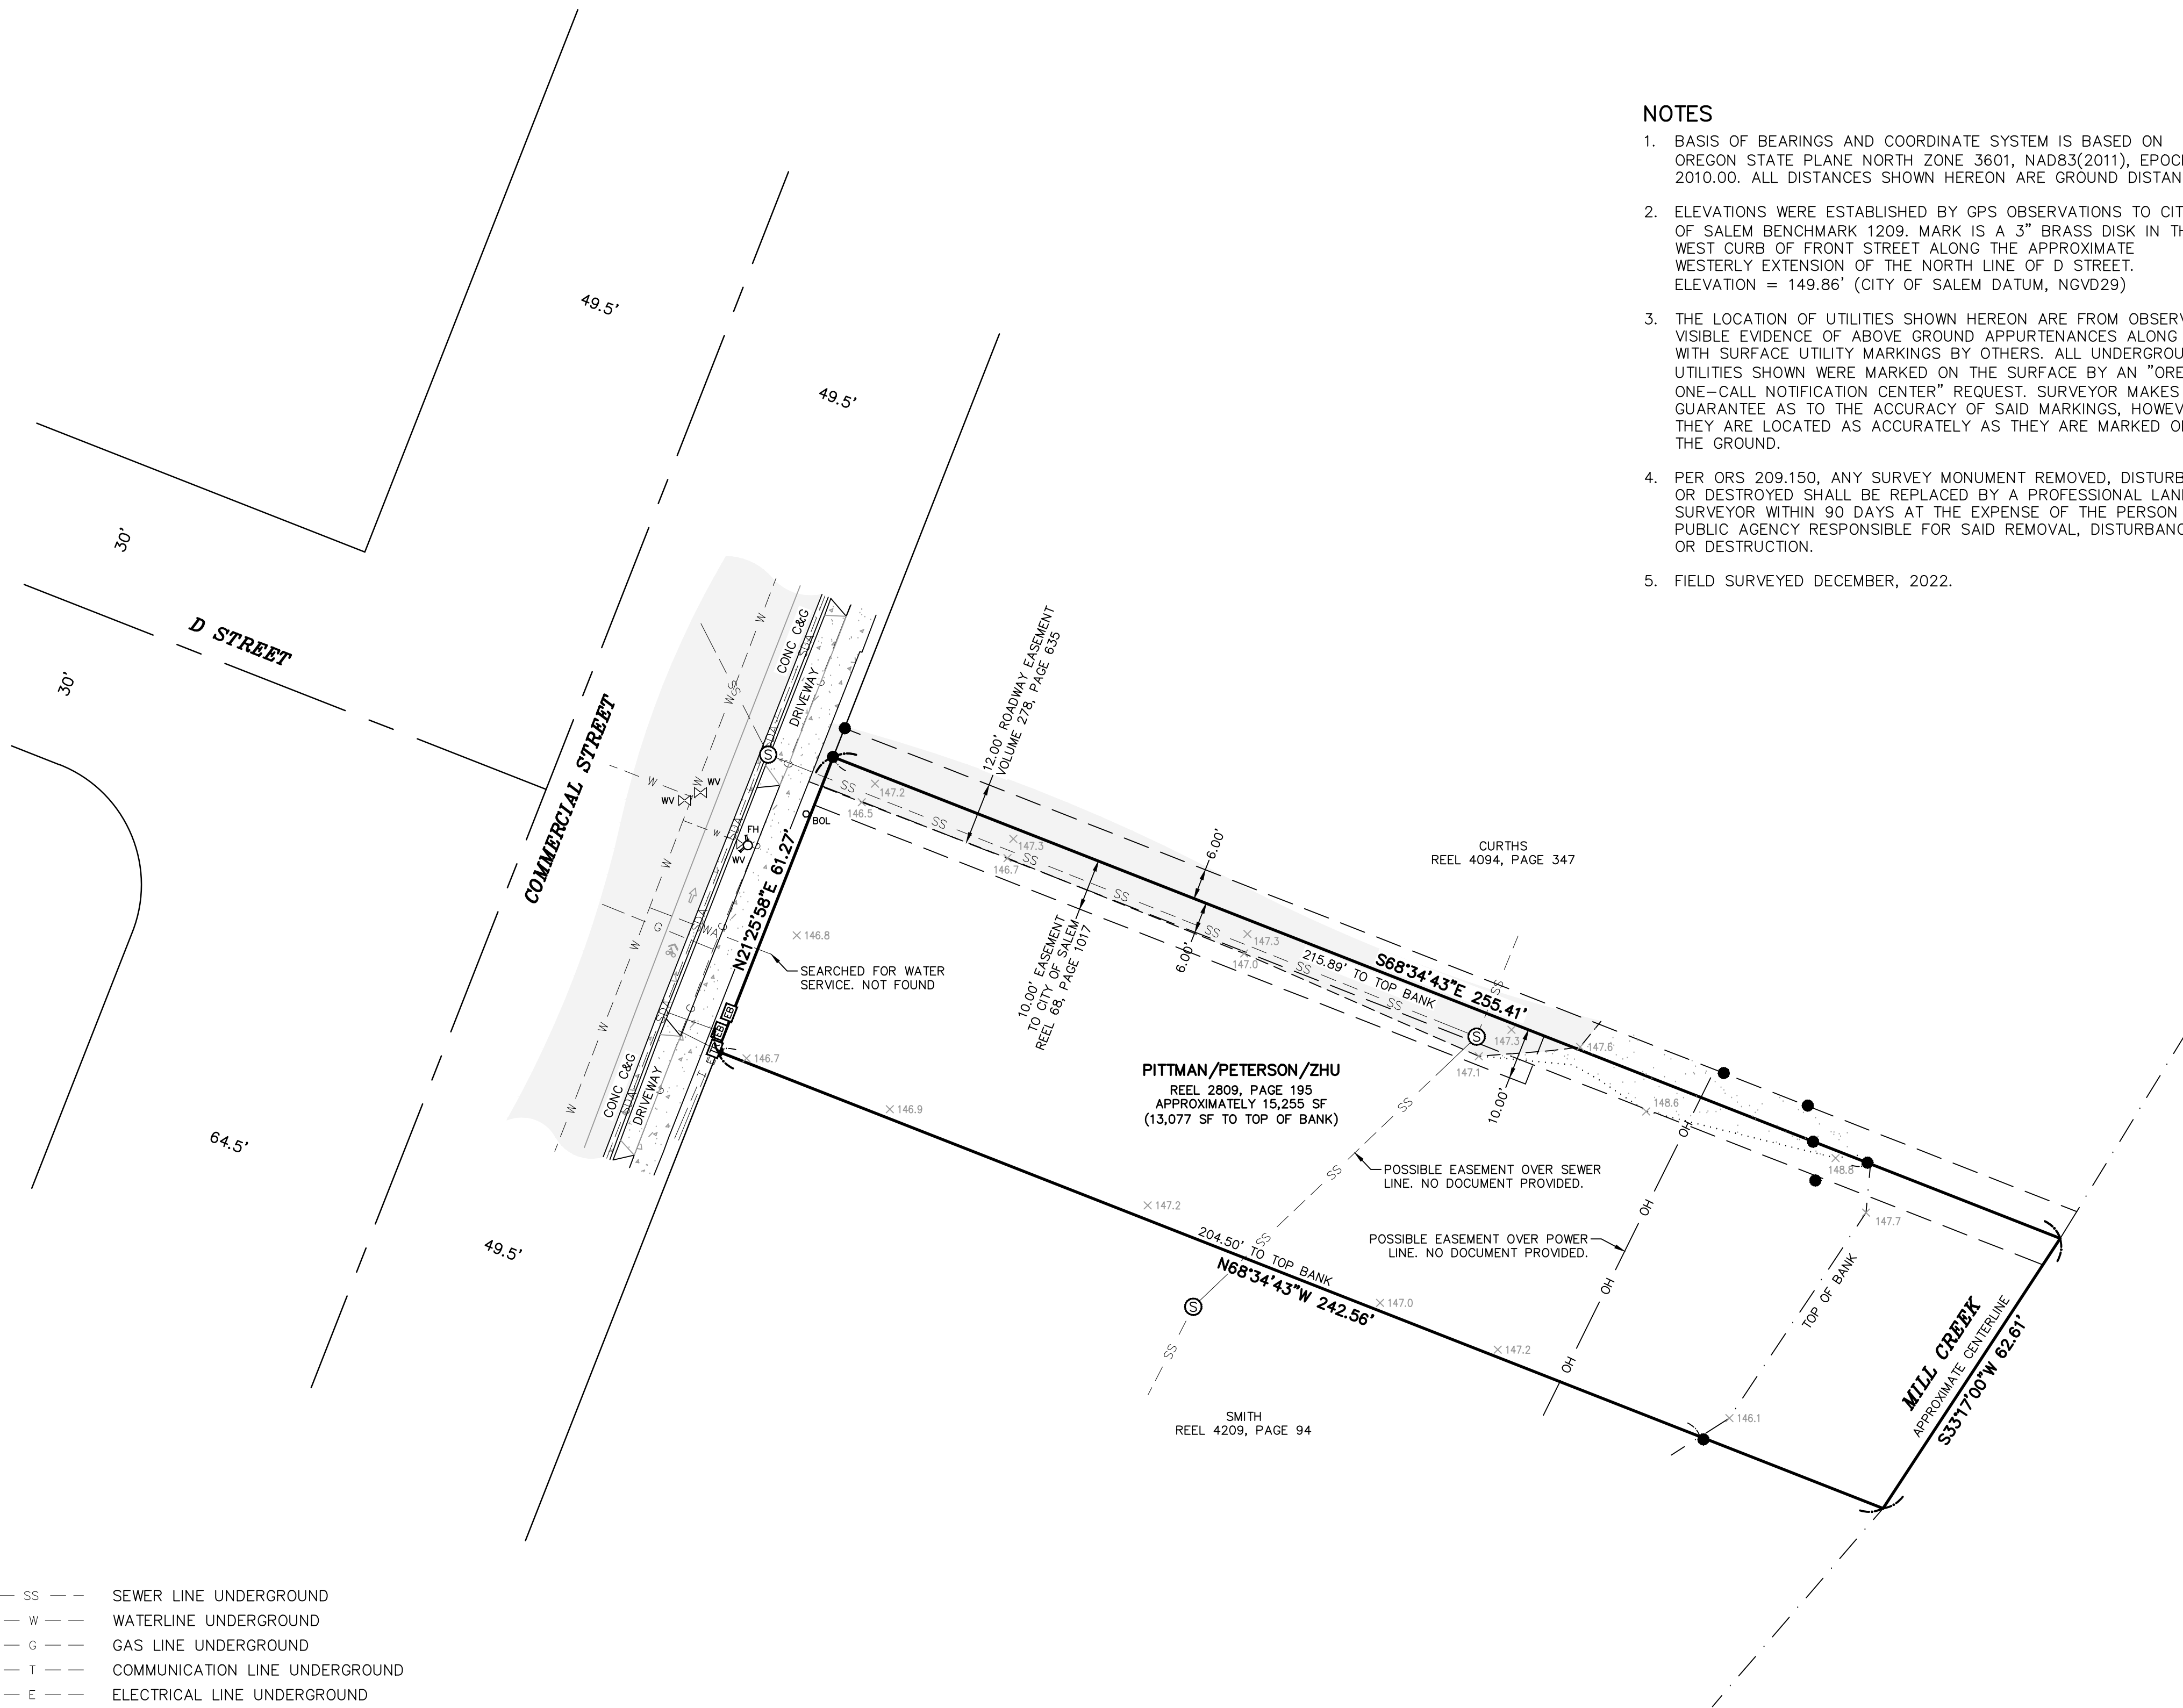 NOTES
1. BASIS OF BEARINGS AND COORDINATE SYSTEM IS BASED ON
OREGON STATE PLANE NORTH ZONE 3601, NAD83(2011),
2010.00. ALL DISTANCES SHOWN HEREON ARE GROUND
2. ELEVATIONS WERE ESTABLISHED BY GPS OBSERVATIONS TO
OF SALEM BENCHMARK 1209. MARK IS A 3" BRASS DISK IN
WEST CURB OF FRONT STREET ALONG THE APPROXIMATE
WESTERLY EXTENSION OF THE NORTH LINE OF D STREET.
ELEVATION = 149.86' (CITY OF SALEM DATUM, NGVD29)
3. THE LOCATION OF UTILITIES SHOWN HEREON ARE FROM
VISIBLE EVIDENCE OF ABOVE GROUND APPURTENANCES ALONG
WITH SURFACE UTILITY MARKINGS BY OTHERS. ALL
UTILITIES SHOWN WERE MARKED ON THE SURFACE BY AN
ONE-CALL NOTIFICATION CENTER" REQUEST. SURVEYOR MAKES
GUARANTEE AS TO THE ACCURACY OF SAID MARKINGS,
THEY ARE LOCATED AS ACCURATELY AS THEY ARE MARKED
THE GROUND.
4. PER ORS 209.150, ANY SURVEY MONUMENT REMOVED,
OR DESTROYED SHALL BE REPLACED BY A PROFESSIONAL
SURVEYOR WITHIN 90 DAYS AT THE EXPENSE OF THE PERSON
PUBLIC AGENCY RESPONSIBLE FOR SAID REMOVAL,
OR DESTRUCTION.
5. FIELD SURVEYED DECEMBER, 2022.
49.5'
49.5'
30'
30'
D STREET
COMMERCIAL STREET
64.5'
49.5'
CONC C&G
DRIVEWAY
CONC C&G
DRIVEWAY
WV
WV
FH
WV
BOL
EB
EB
N21°25'58"E 61.27'
SEARCHED FOR WATER
SERVICE. NOT FOUND
12.00' ROADWAY EASEMENT
VOLUME 278, PAGE 635
10.00' EASEMENT
TO CITY OF SALEM
REEL 68, PAGE 1017
6.00'
6.00'
10.00'
CURTHS
REEL 4094, PAGE 347
215.89' TO TOP BANK
S68°34'43"E 255.41'
PITTMAN/PETERSON/ZHU
REEL 2809, PAGE 195
APPROXIMATELY 15,255 SF
(13,077 SF TO TOP OF BANK)
POSSIBLE EASEMENT OVER SEWER
LINE. NO DOCUMENT PROVIDED.
POSSIBLE EASEMENT OVER POWER
LINE. NO DOCUMENT PROVIDED.
204.50' TO TOP BANK
N68°34'43"W 242.56'
SMITH
REEL 4209, PAGE 94
TOP OF BANK
MILL CREEK
APPROXIMATE CENTERLINE
S33°17'00"W 62.61'
147.2
146.5
147.3
146.7
146.8
147.3
147.0
147.3
147.1
147.6
148.6
148.8
147.7
146.7
146.9
147.2
147.0
147.2
146.1
SS
SS
SS
SS
SS
SS
SS
SS
SS
SS
SS
OH
OH
OH
OH
S
S
S
SS SEWER LINE UNDERGROUND
W WATERLINE UNDERGROUND
G GAS LINE UNDERGROUND
T COMMUNICATION LINE UNDERGROUND
E ELECTRICAL LINE UNDERGROUND